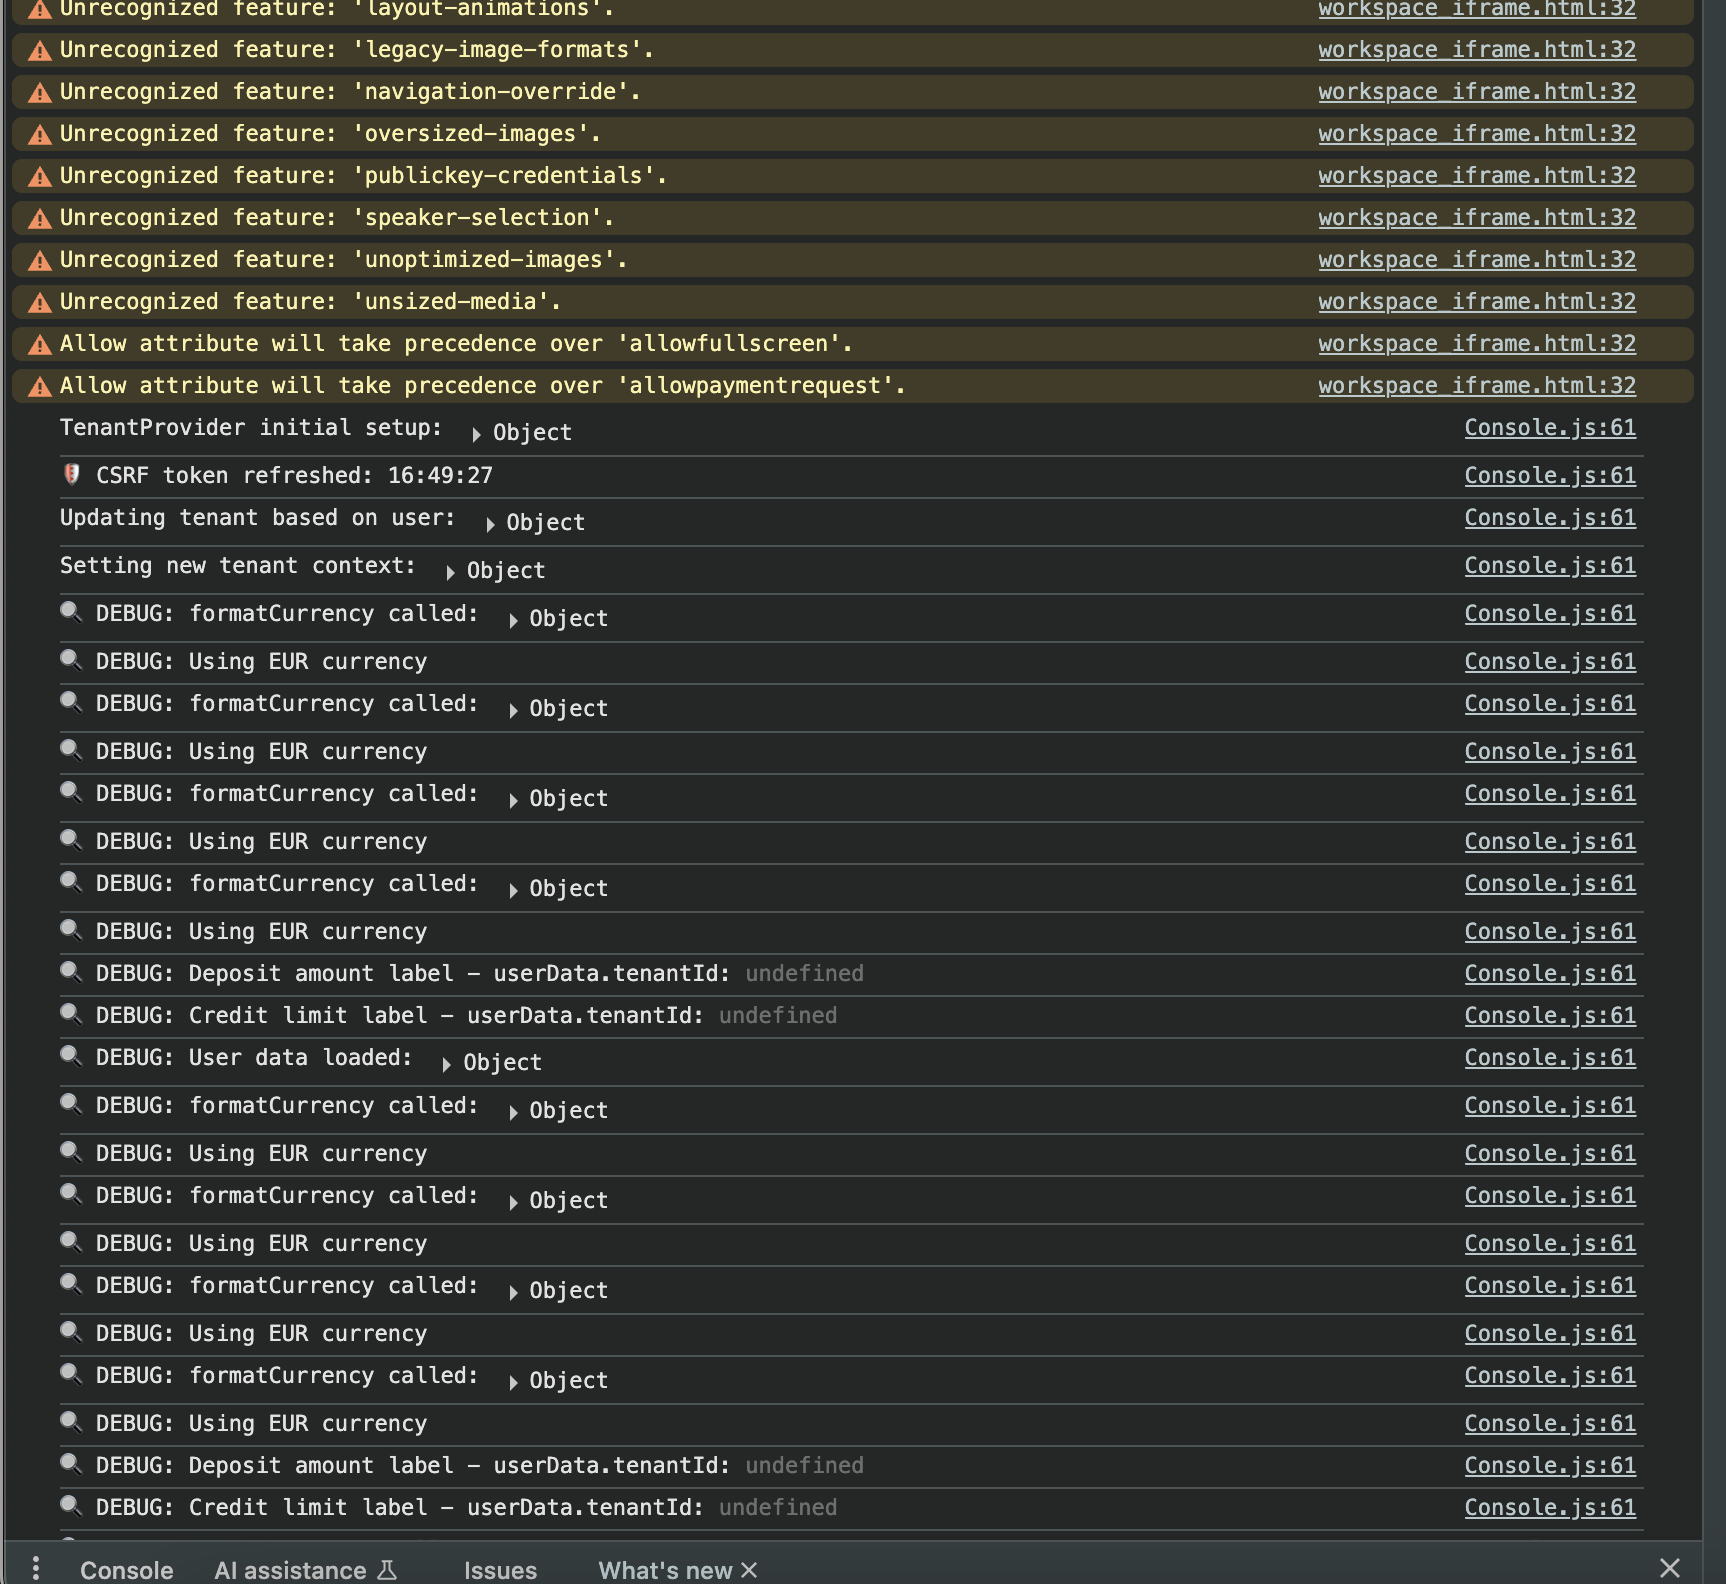 Unrecognized feature: 'layout-animations'. workspace_iframe.html:32
Unrecognized feature: 'legacy-image-formats'. workspace_iframe.html:32
Unrecognized feature: 'navigation-override'. workspace_iframe.html:32
Unrecognized feature: 'oversized-images'. workspace_iframe.html:32
Unrecognized feature: 'publickey-credentials'. workspace_iframe.html:32
Unrecognized feature: 'speaker-selection'. workspace_iframe.html:32
Unrecognized feature: 'unoptimized-images'. workspace_iframe.html:32
Unrecognized feature: 'unsized-media'. workspace_iframe.html:32
Allow attribute will take precedence over 'allowfullscreen'. workspace_iframe.html:32
Allow attribute will take precedence over 'allowpaymentrequest'. workspace_iframe.html:32
TenantProvider initial setup: Object Console.js:61
CSRF token refreshed: 16:49:27 Console.js:61
Updating tenant based on user: Object Console.js:61
Setting new tenant context: Object Console.js:61
DEBUG: formatCurrency called: Object Console.js:61
DEBUG: Using EUR currency Console.js:61
DEBUG: formatCurrency called: Object Console.js:61
DEBUG: Using EUR currency Console.js:61
DEBUG: formatCurrency called: Object Console.js:61
DEBUG: Using EUR currency Console.js:61
DEBUG: formatCurrency called: Object Console.js:61
DEBUG: Using EUR currency Console.js:61
DEBUG: Deposit amount label – userData.tenantId: undefined Console.js:61
DEBUG: Credit limit label – userData.tenantId: undefined Console.js:61
DEBUG: User data loaded: Object Console.js:61
DEBUG: formatCurrency called: Object Console.js:61
DEBUG: Using EUR currency Console.js:61
DEBUG: formatCurrency called: Object Console.js:61
DEBUG: Using EUR currency Console.js:61
DEBUG: formatCurrency called: Object Console.js:61
DEBUG: Using EUR currency Console.js:61
DEBUG: formatCurrency called: Object Console.js:61
DEBUG: Using EUR currency Console.js:61
DEBUG: Deposit amount label – userData.tenantId: undefined Console.js:61
DEBUG: Credit limit label – userData.tenantId: undefined Console.js:61
Console AI assistance Issues What's new